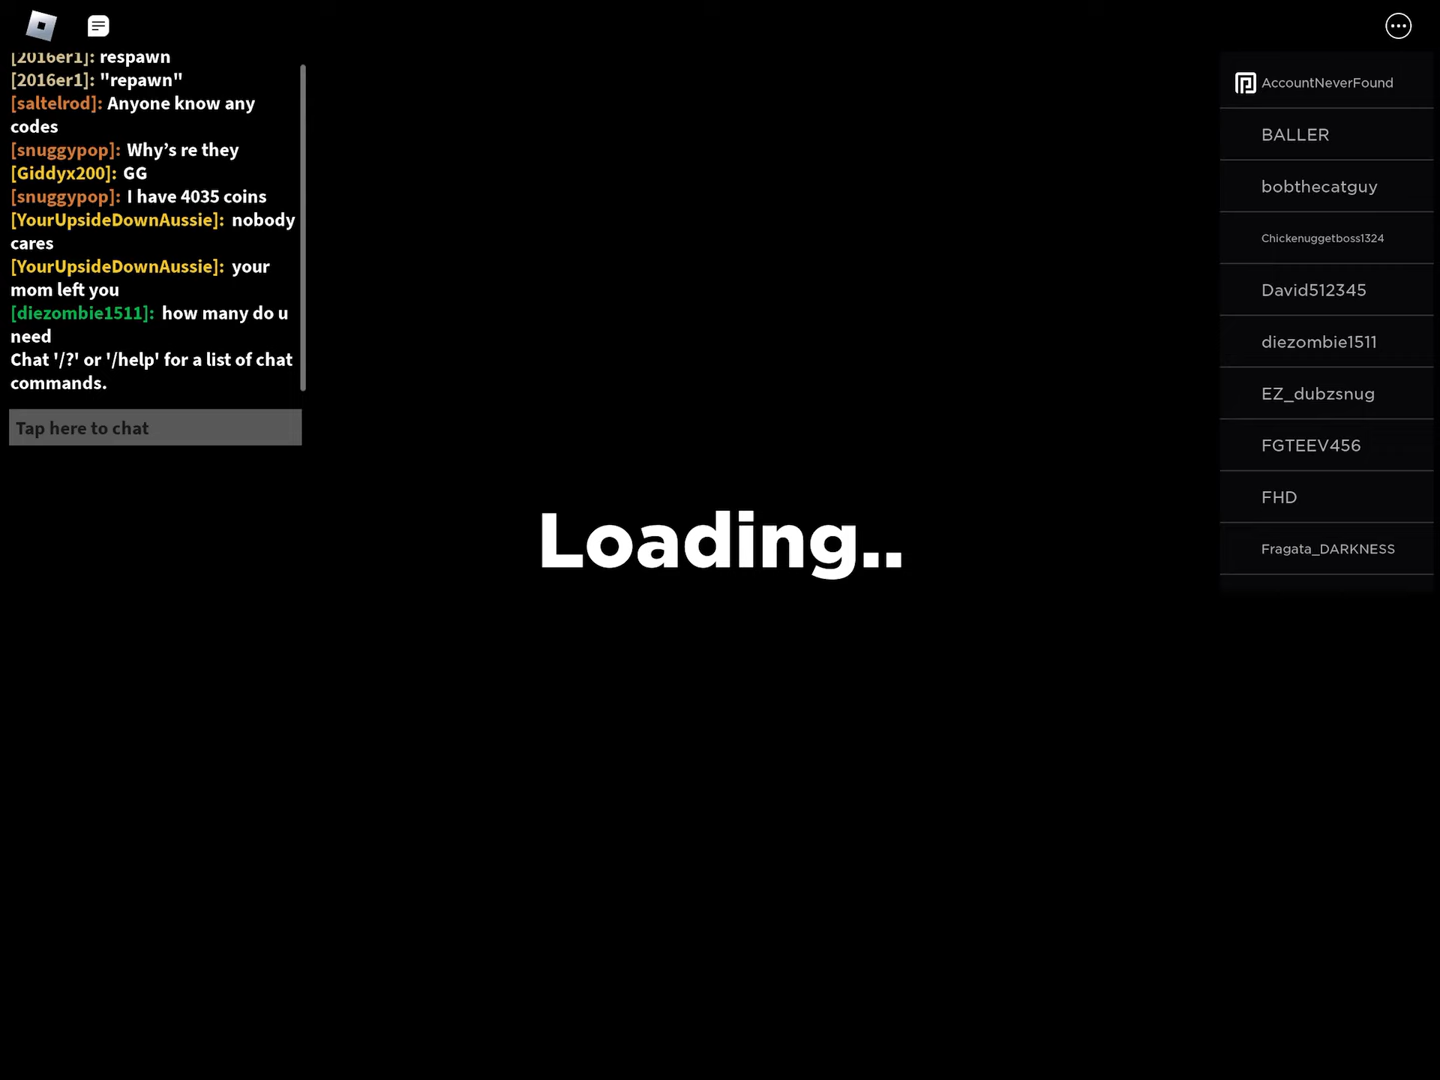 [2016er1]: respawn
[2016er1]: "repawn"
[saltelrod]: Anyone know any
codes
[snuggypop]: Why's re they
[Giddyx200]: GG
[snuggypop]: I have 4035 coins
[YourUpsideDownAussie]: nobody
cares
[YourUpsideDownAussie]: your
mom left you
[diezombie1511]: how many do u
need
Chat '/?' or '/help' for a list of chat
commands.
Tap here to chat
Loading..
AccountNeverFound
BALLER
bobthecatguy
Chickenuggetboss1324
David512345
diezombie1511
EZ_dubzsnug
FGTEEV456
FHD
Fragata_DARKNESS